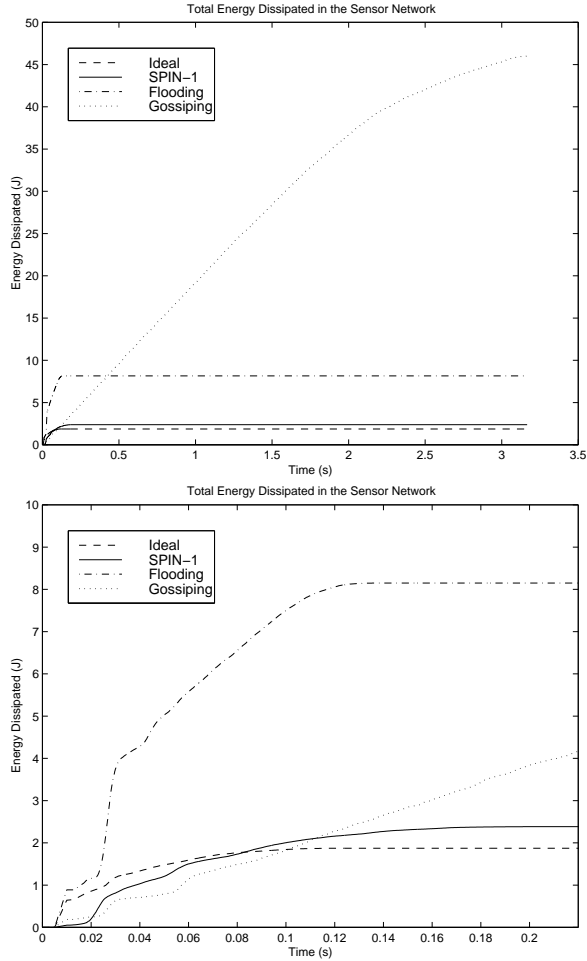 Total Energy Dissipated in the Sensor Network
50
45
40
35
30
25
20
15
10
5
0
Energy Dissipated (J)
Ideal
SPIN−1
Flooding
Gossiping
0 0.5 1 1.5 2 2.5 3 3.5
Time (s)
Total Energy Dissipated in the Sensor Network
10
9
8
7
6
5
4
3
2
1
0
Energy Dissipated (J)
Ideal
SPIN−1
Flooding
Gossiping
0 0.02 0.04 0.06 0.08 0.1 0.12 0.14 0.16 0.18 0.2
Time (s)